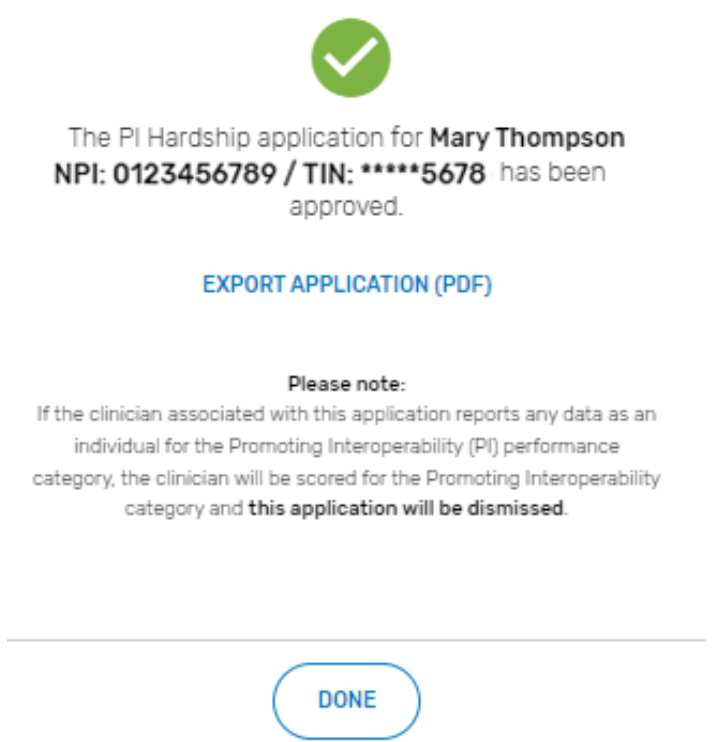 The PI Hardship application for Mary Thompson
NPI: 0123456789 / TIN: *****5678 has been
approved.
EXPORT APPLICATION (PDF)
Please note:
If the clinician associated with this application reports any data as an
individual for the Promoting Interoperability (PI) performance
category, the clinician will be scored for the Promoting Interoperability
category and this application will be dismissed.
DONE